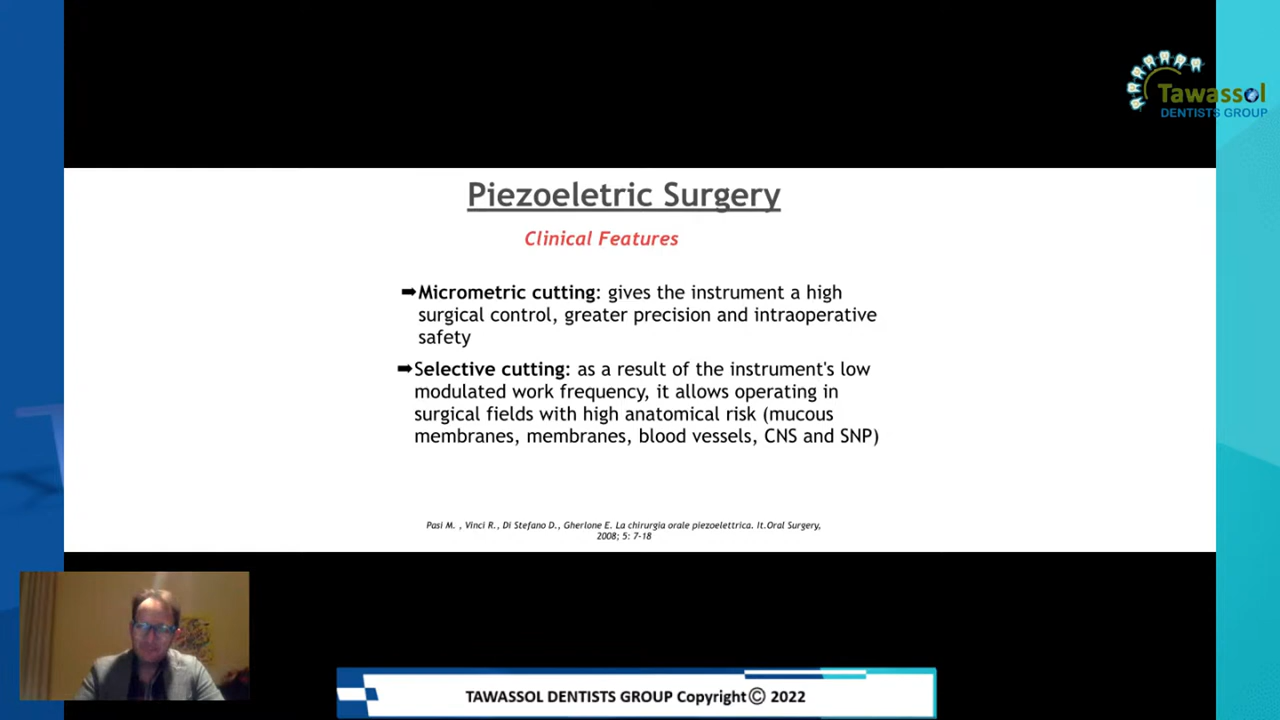 Tawassol
DENTISTS GROUP
Piezoeletric Surgery
Clinical Features
➡Micrometric cutting: gives the instrument a high
surgical control, greater precision and intraoperative
safety
➡Selective cutting: as a result of the instrument's low
modulated work frequency, it allows operating in
surgical fields with high anatomical risk (mucous
membranes, membranes, blood vessels, CNS and SNP)
Pasi M. , Vinci R., Di Stefano D., Gherlone E. La chirurgia orale piezoelettrica. It.Oral Surgery,
2008; 5: 7-18
TAWASSOL DENTISTS GROUP Copyright© 2022